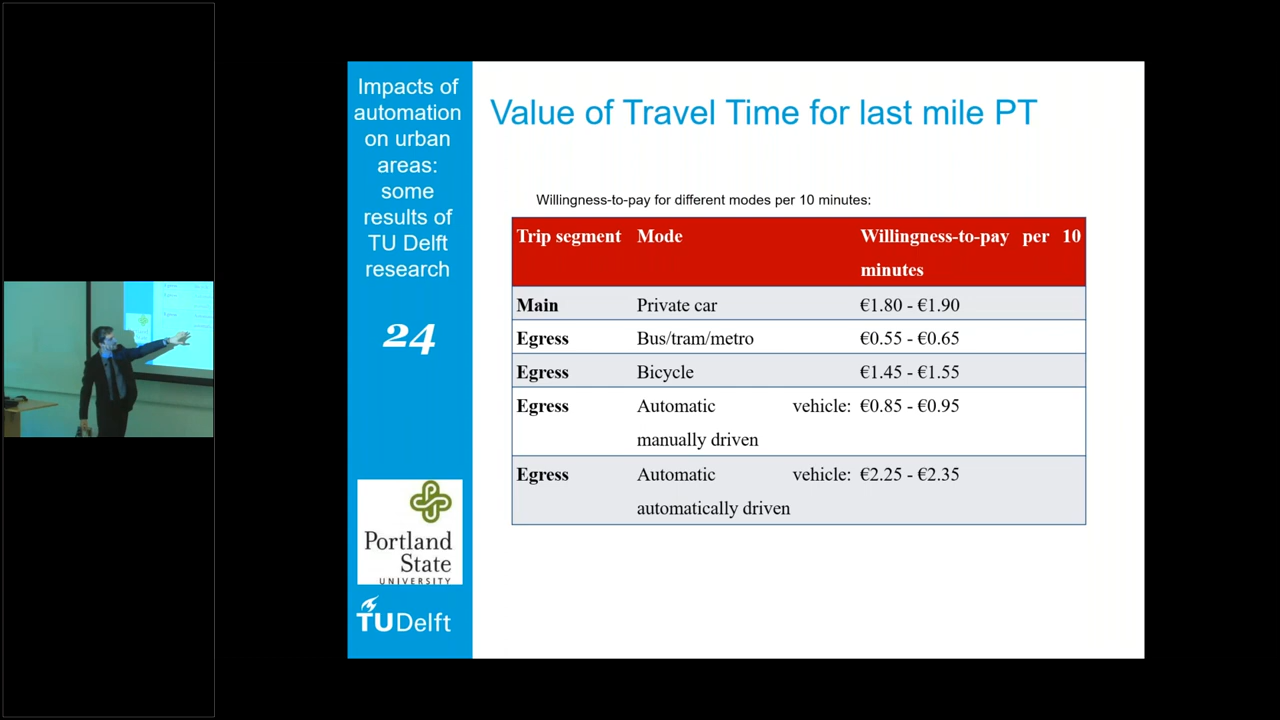 Impacts of
automation
on urban
areas:
some
results of
TU Delft
research
24
Portland
State
UNIVERSITY
TUDelft
Value of Travel Time for last mile PT
Willingness-to-pay for different modes per 10 minutes:
Trip segment Mode Willingness-to-pay per 10
minutes
Main Private car €1.80 - €1.90
Egress Bus/tram/metro €0.55 - €0.65
Egress Bicycle €1.45 - €1.55
Egress Automatic vehicle: €0.85 - €0.95
manually driven
Egress Automatic vehicle: €2.25 - €2.35
automatically driven